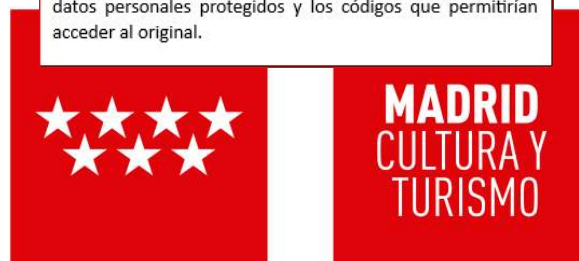 datos personales protegidos y los códigos que permitirían
acceder al original.
MADRID
CULTURA Y
TURISMO